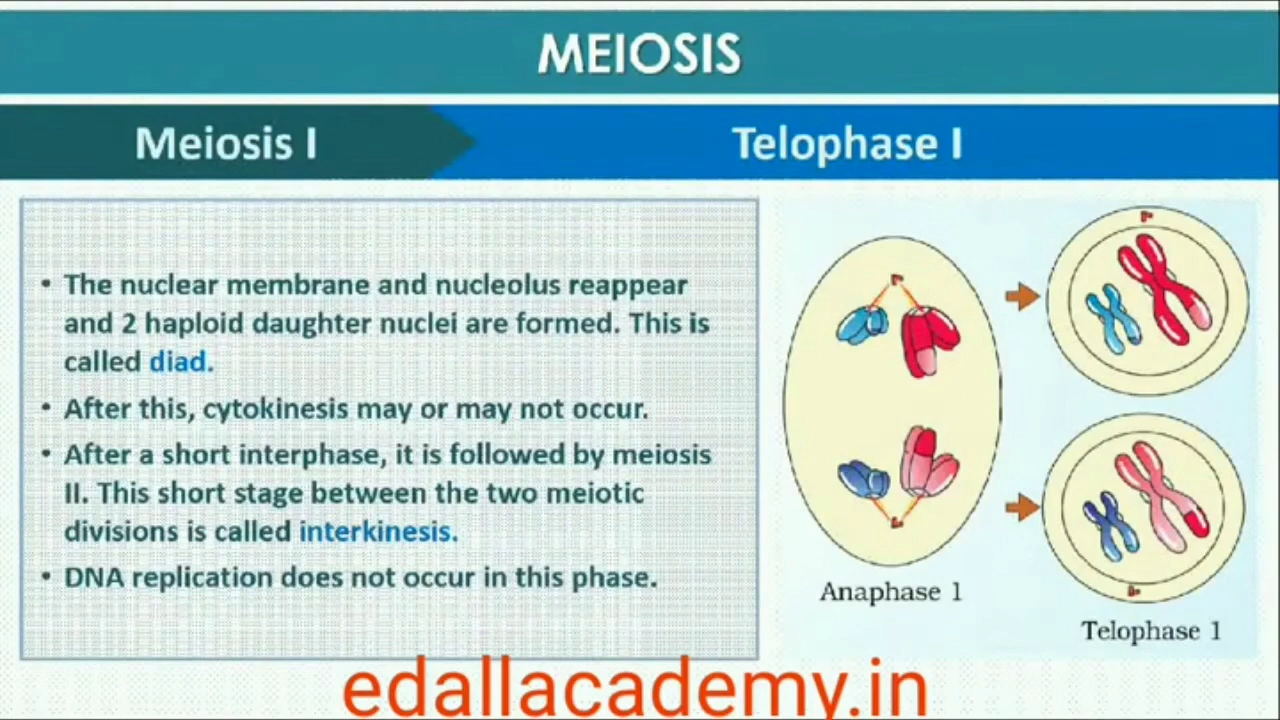 MEIOSIS
Meiosis I
Telophase I
• The nuclear membrane and nucleolus reappear
and 2 haploid daughter nuclei are formed. This is
called diad.
• After this, cytokinesis may or may not occur.
• After a short interphase, it is followed by meiosis
II. This short stage between the two meiotic
divisions is called interkinesis.
• DNA replication does not occur in this phase.
Anaphase 1
Telophase 1
edallacademy.in